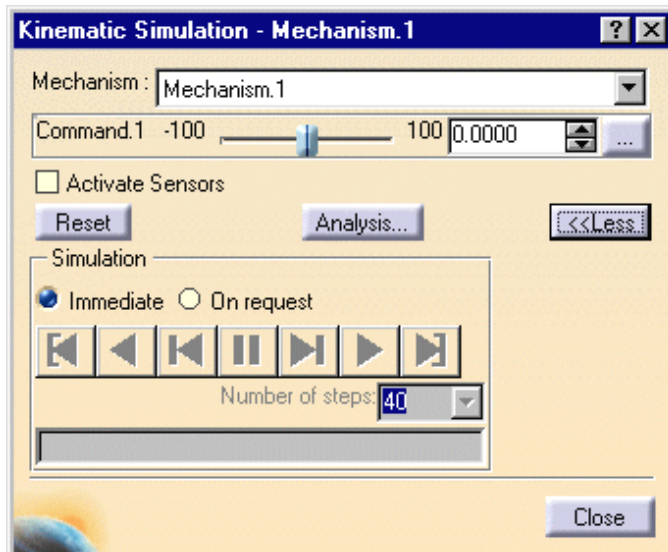 Kinematic Simulation - Mechanism.1
Mechanism : Mechanism.1
Command.1 -100 100 0.0000 ...
Activate Sensors
Reset Analysis... <<Less
Simulation
Immediate On request
Number of steps: 40
Close